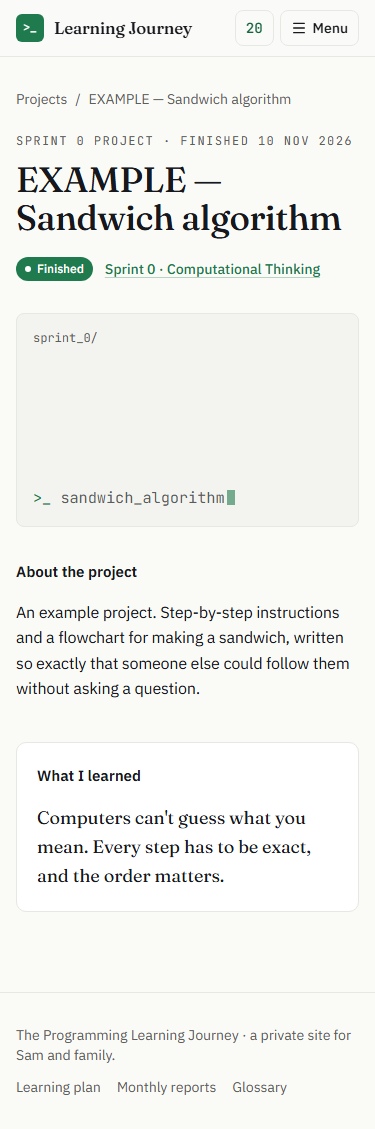 >_ Learning Journey 20 ☰ Menu
Projects / EXAMPLE — Sandwich algorithm
SPRINT 0 PROJECT · FINISHED 10 NOV 2026
EXAMPLE —
Sandwich algorithm
Finished Sprint 0 · Computational Thinking
sprint_0/
>_ sandwich_algorithm
About the project
An example project. Step-by-step instructions
and a flowchart for making a sandwich, written
so exactly that someone else could follow them
without asking a question.
What I learned
Computers can't guess what you
mean. Every step has to be exact,
and the order matters.
The Programming Learning Journey · a private site for
Sam and family.
Learning plan Monthly reports Glossary